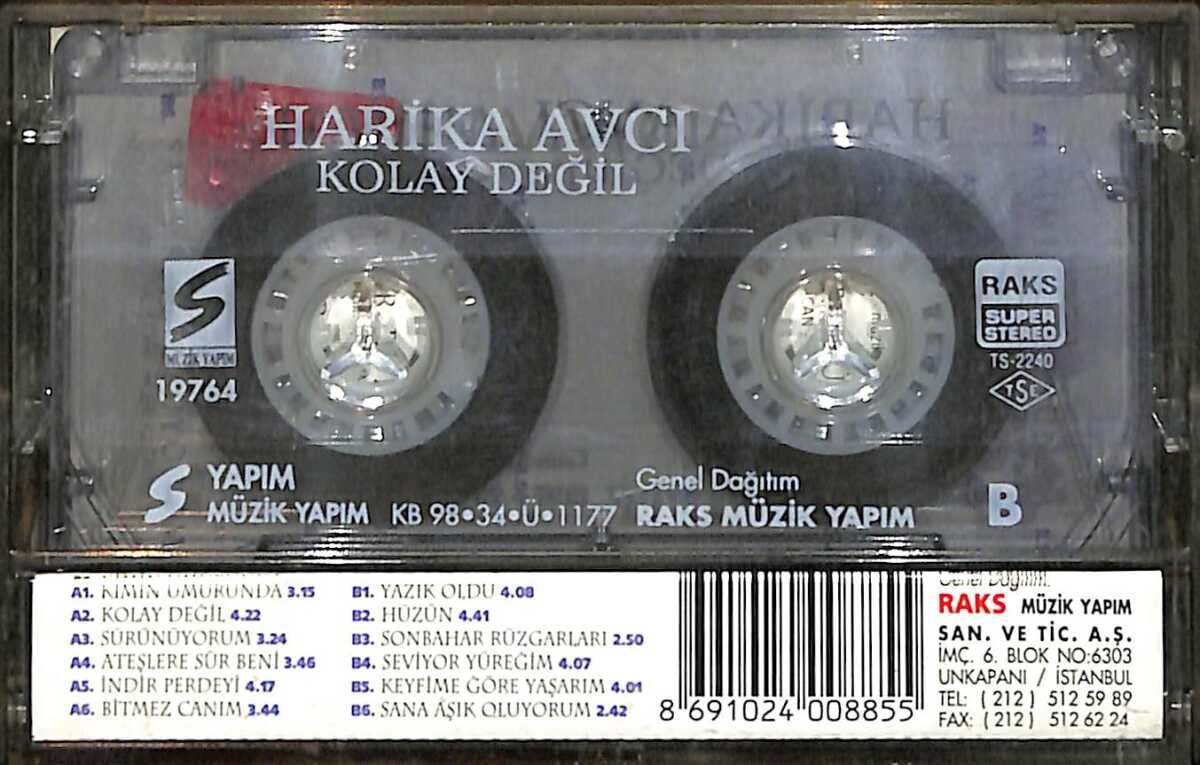 HARİKA AVCI
KOLAY DEĞİL
S
MÜZİK YAPIM
19764
RAKS
SUPER
STEREO
TS-2240
TSE
S YAPIM
MÜZİK YAPIM KB 98•34•Ü•1177
Genel Dağıtım
RAKS MÜZİK YAPIM
B
A1. KİMİN UMURUNDA 3.15
A2. KOLAY DEĞİL 4.22
A3. SÜRÜNÜYORUM 3.24
A4. ATEŞLERE SÜR BENİ 3.46
A5. İNDİR PERDEYİ 4.17
A6. BİTMEZ CANIM 3.44
B1. YAZIK OLDU 4.08
B2. HÜZÜN 4.41
B3. SONBAHAR RÜZGARLARI 2.50
B4. SEVİYOR YÜREĞİM 4.07
B5. KEYFİME GÖRE YAŞARIM 4.01
B6. SANA ÂŞIK OLUYORUM 2.42
8 691024 008855
Genel Dağıtım:
RAKS MÜZİK YAPIM
SAN. VE TİC. A.Ş.
İMÇ. 6. BLOK NO:6303
UNKAPANI / İSTANBUL
TEL: (212) 512 59 89
FAX: (212) 512 62 24